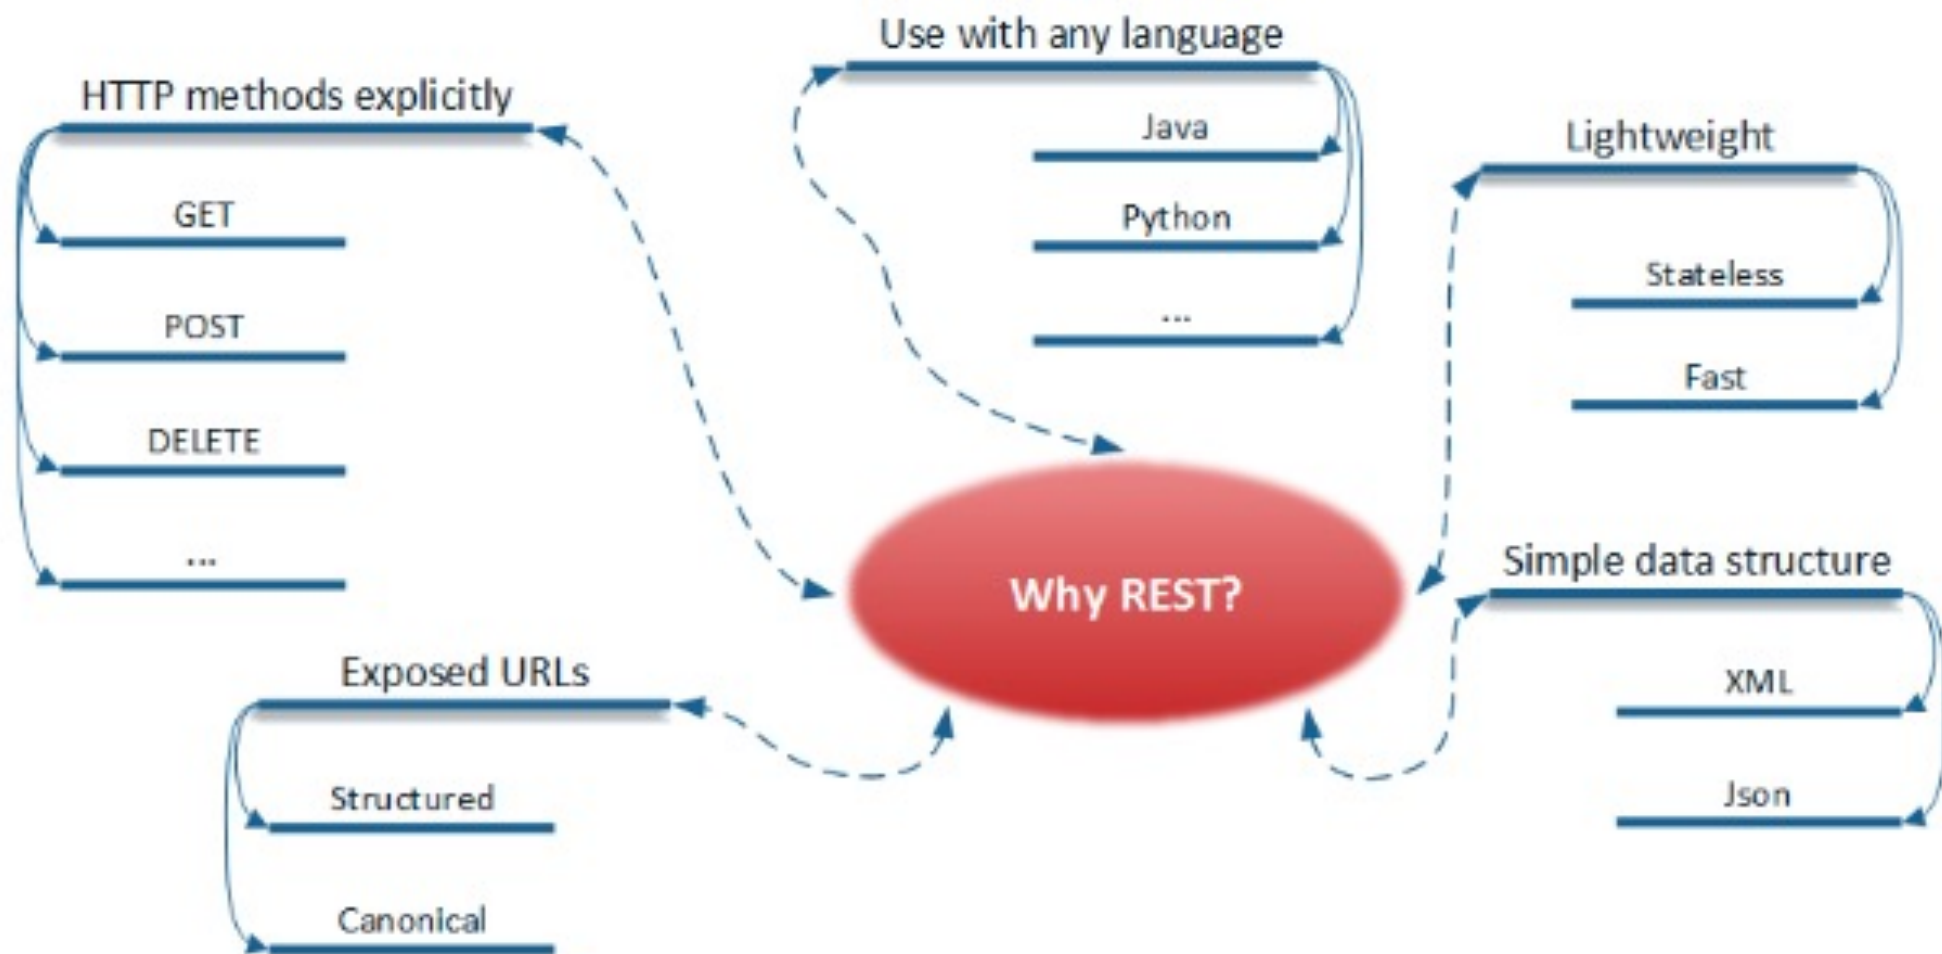 HTTP methods explicitly
GET
POST
DELETE
...
Use with any language
Java
Python
...
Lightweight
Stateless
Fast
Why REST?
Simple data structure
XML
Json
Exposed URLs
Structured
Canonical